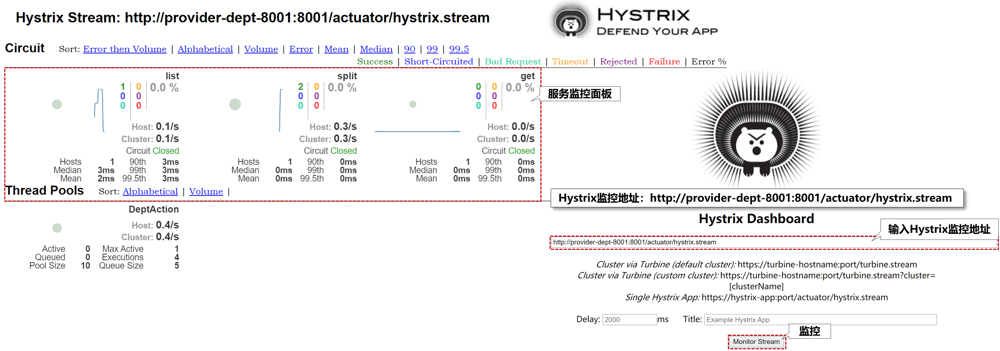 Hystrix Stream: http://provider-dept-8001:8001/actuator/hystrix.stream
HYSTRIX
DEFEND YOUR APP
Circuit Sort: Error then Volume | Alphabetical | Volume | Error | Mean | Median | 90 | 99 | 99.5
Success | Short-Circuited | Bad Request | Timeout | Rejected | Failure | Error %
list
1 0 0.0 %
0 0
0 0
Host: 0.1/s
Cluster: 0.1/s
Circuit Closed
Hosts 1 90th 3ms
Median 3ms 99th 3ms
Mean 2ms 99.5th 3ms
split
2 0 0.0 %
0 0
0 0
Host: 0.3/s
Cluster: 0.3/s
Circuit Closed
Hosts 1 90th 0ms
Median 0ms 99th 0ms
Mean 0ms 99.5th 0ms
get
0 0 0.0 %
0 0
0 0
Host: 0.0/s
Cluster: 0.0/s
Circuit Closed
Hosts 1 90th 0ms
Median 0ms 99th 0ms
Mean 0ms 99.5th 0ms
服务监控面板
Thread Pools Sort: Alphabetical | Volume |
DeptAction
Host: 0.4/s
Cluster: 0.4/s
Active 0 Max Active 1
Queued 0 Executions 4
Pool Size 10 Queue Size 5
Hystrix监控地址：http://provider-dept-8001:8001/actuator/hystrix.stream
Hystrix Dashboard
输入Hystrix监控地址
http://provider-dept-8001:8001/actuator/hystrix.stream
Cluster via Turbine (default cluster): https://turbine-hostname:port/turbine.stream
Cluster via Turbine (custom cluster): https://turbine-hostname:port/turbine.stream?cluster=
[clusterName]
Single Hystrix App: https://hystrix-app:port/actuator/hystrix.stream
Delay: 2000 ms Title: Example Hystrix App
监控
Monitor Stream